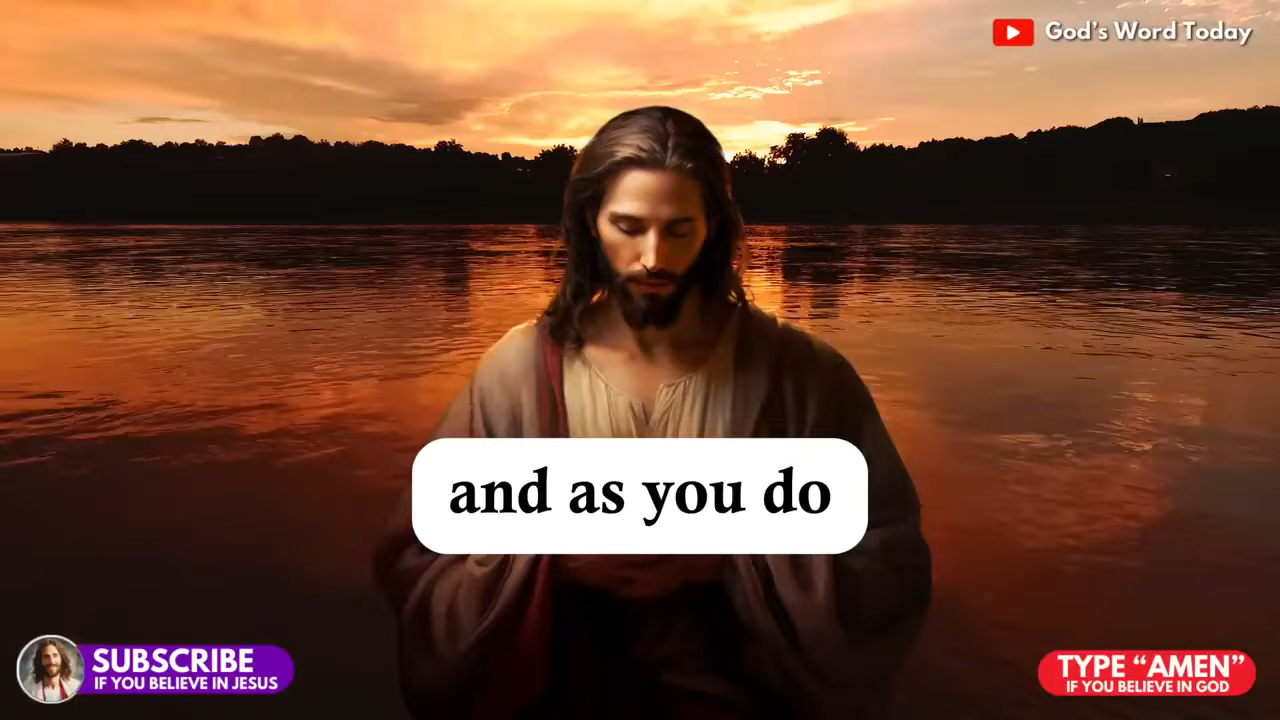 God's Word Today
and as you do
SUBSCRIBE
IF YOU BELIEVE IN JESUS
TYPE “AMEN”
IF YOU BELIEVE IN GOD